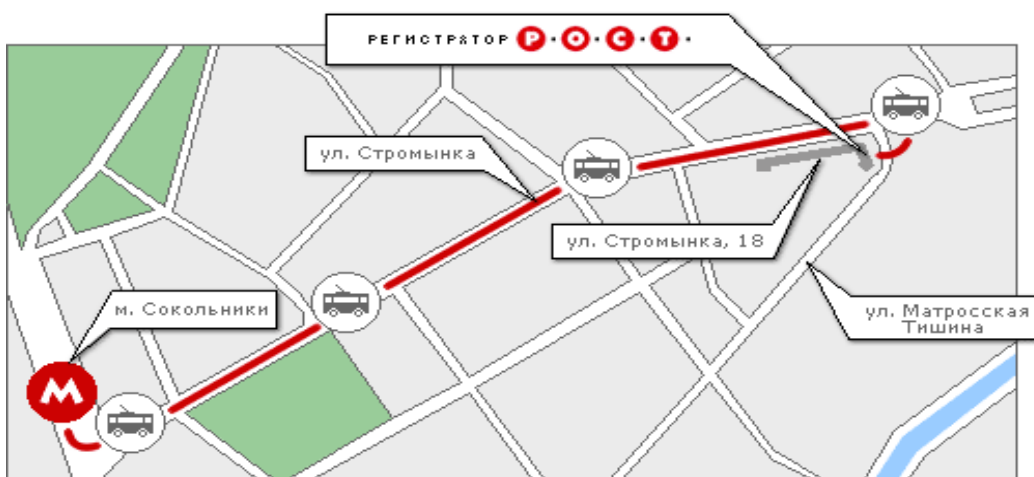 РЕГИСТРАТОР Р·О·С·Т·
ул. Стромынка
ул. Стромынка, 18
м. Сокольники
ул. Матросская
Тишина
М